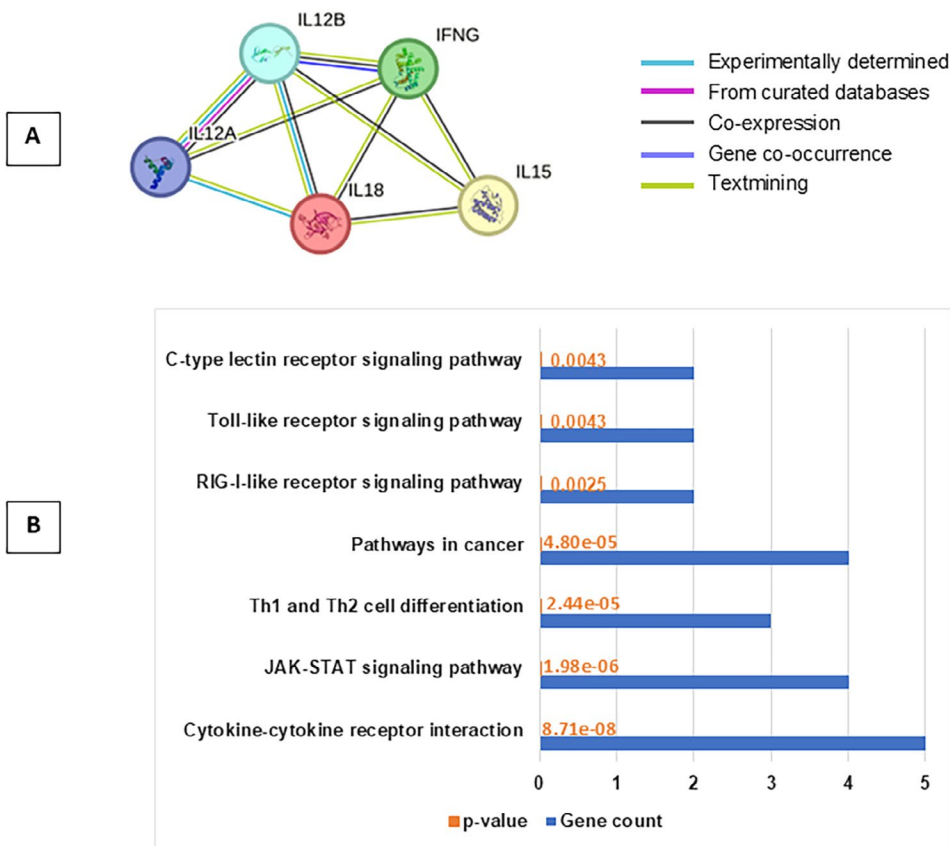 A
IL12B
IFNG
IL12A
IL18
IL15
Experimentally determined
From curated databases
Co-expression
Gene co-occurrence
Textmining
B
C-type lectin receptor signaling pathway
0.0043
Toll-like receptor signaling pathway
0.0043
RIG-I-like receptor signaling pathway
0.0025
Pathways in cancer
4.80e-05
Th1 and Th2 cell differentiation
2.44e-05
JAK-STAT signaling pathway
1.98e-06
Cytokine-cytokine receptor interaction
8.71e-08
0 1 2 3 4 5
p-value Gene count